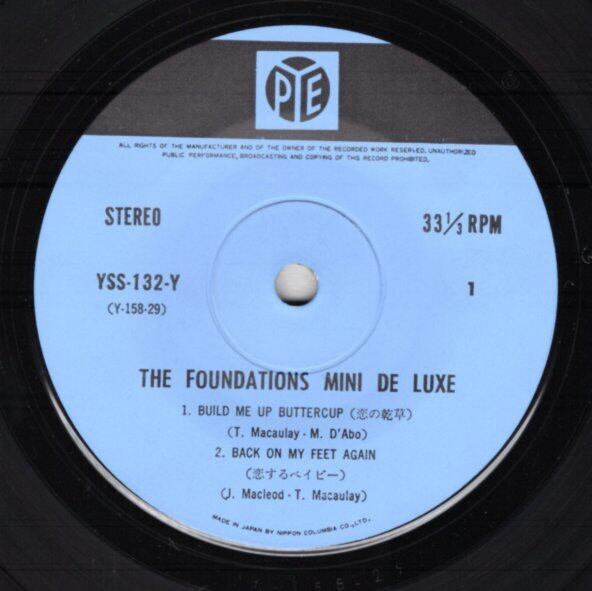 PYE
ALL RIGHTS OF THE MANUFACTURER AND OF THE OWNER OF THE RECORDED WORK RESERVED. UNAUTHORIZED
PUBLIC PERFORMANCE, BROADCASTING AND COPYING OF THIS RECORD PROHIBITED.
STEREO
33 1/3 RPM
YSS-132-Y
1
(Y-158-29)
THE FOUNDATIONS MINI DE LUXE
1. BUILD ME UP BUTTERCUP (恋の乾草)
(T. Macaulay - M. D'Abo)
2. BACK ON MY FEET AGAIN
(恋するベイビー)
(J. Macleod - T. Macaulay)
MADE IN JAPAN BY NIPPON COLUMBIA CO., LTD.